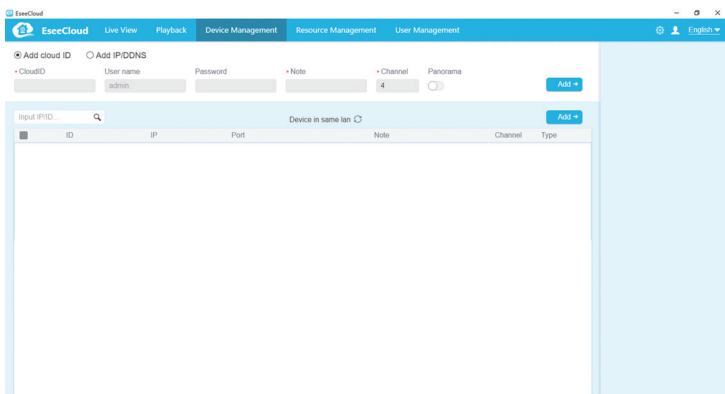 EseeCloud
EseeCloud Live View Playback Device Management Resource Management User Management English
Add cloud ID Add IP/DDNS
• CloudID User name Password • Note • Channel Panorama
admin 4 Add
Input IP/ID... Device in same lan Add
ID IP Port Note Channel Type